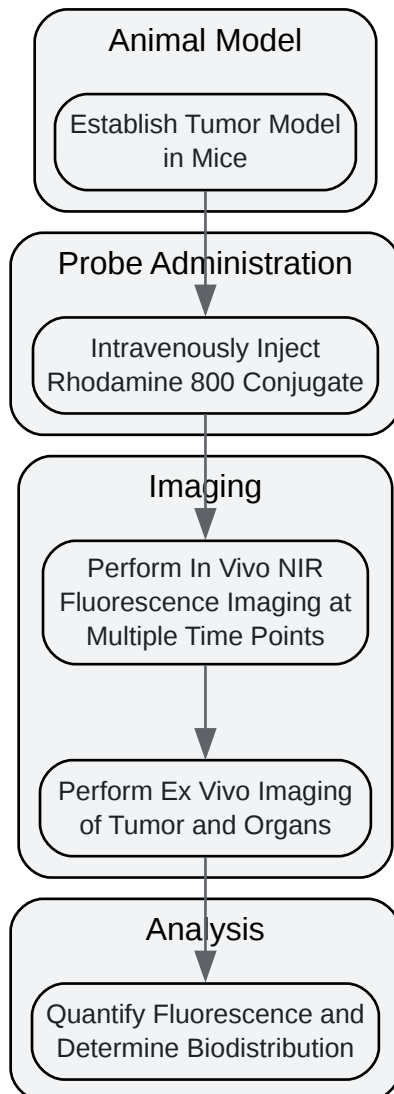 Animal Model
Establish Tumor Model
in Mice
Probe Administration
Intravenously Inject
Rhodamine 800 Conjugate
Imaging
Perform In Vivo NIR
Fluorescence Imaging at
Multiple Time Points
Perform Ex Vivo Imaging
of Tumor and Organs
Analysis
Quantify Fluorescence and
Determine Biodistribution